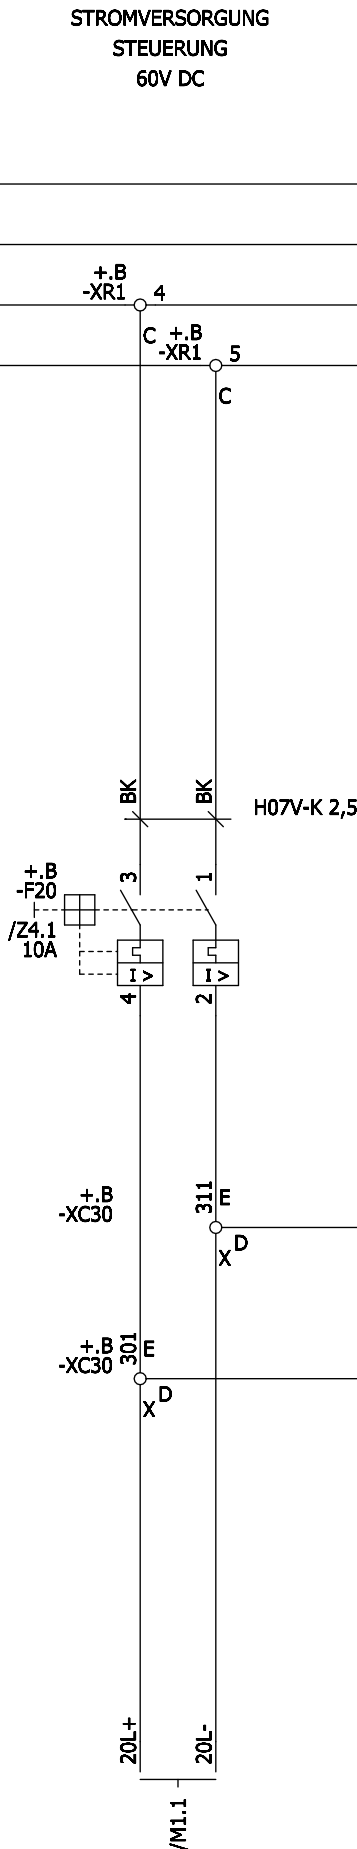 STROMVERSORGUNG
STEUERUNG
60V DC
+.B
-XR1
4
C
+.B
-XR1
5
C
BK
BK
H07V-K 2,5
+.B
-F20
/Z4.1
10A
3
1
I >
I >
4
2
+.B
-XC30
311
E
D
X
+.B
-XC30
301
E
D
X
20L+
20L-
/M1.1